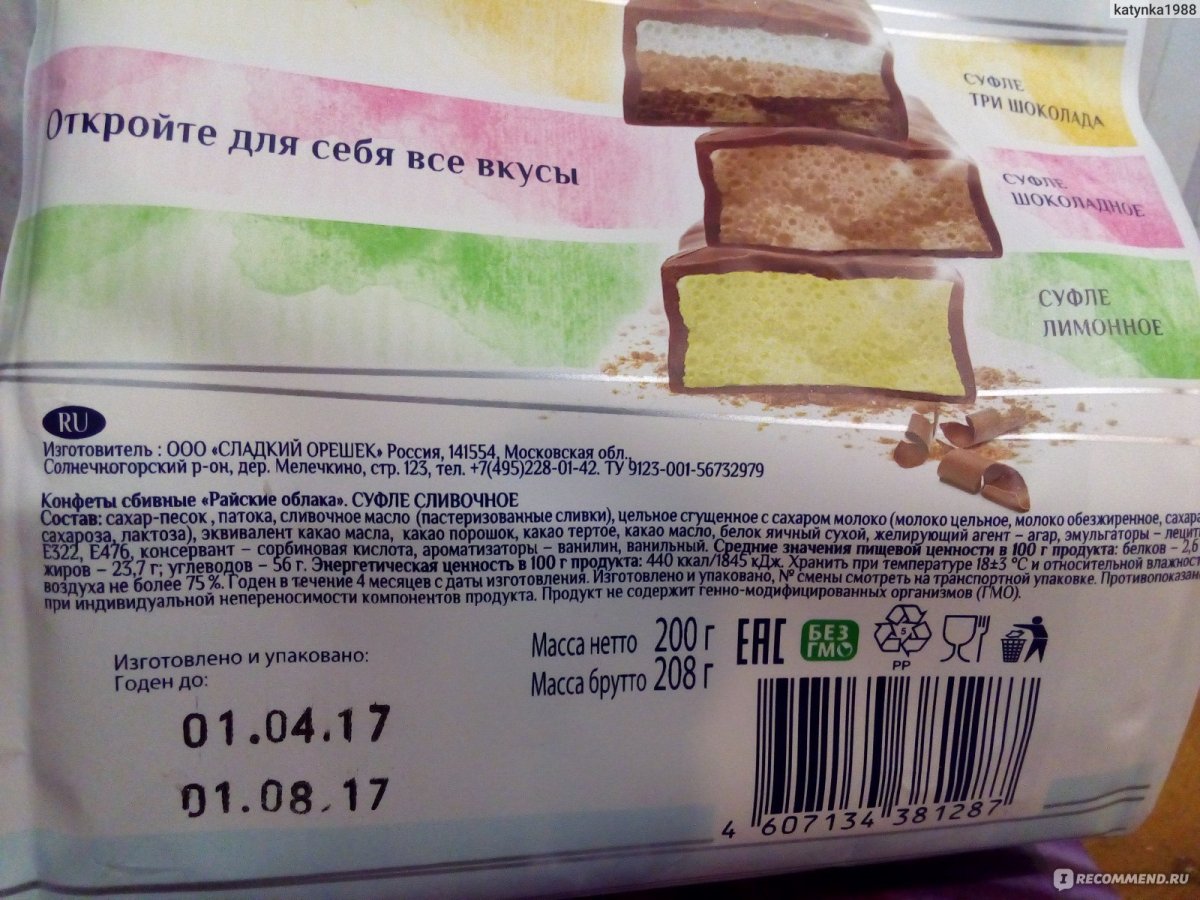 katynka1988
СУФЛЕ
ТРИ ШОКОЛАДА
Откройте для себя все вкусы
СУФЛЕ
ШОКОЛАДНОЕ
СУФЛЕ
ЛИМОННОЕ
RU
Изготовитель : ООО «СЛАДКИЙ ОРЕШЕК» Россия, 141554, Московская обл.,
Солнечногорский р-он, дер. Мелечкино, стр. 123, тел. +7(495)228-01-42. ТУ 9123-001-56732979
Конфеты сбивные «Райские облака». СУФЛЕ СЛИВОЧНОЕ
Состав: сахар-песок , патока, сливочное масло (пастеризованные сливки), цельное сгущенное с сахаром молоко (молоко цельное, молоко обезжиренное, сахара
сахароза, лактоза), эквивалент какао масла, какао порошок, какао тертое, какао масло, белок яичный сухой, желирующий агент – агар, эмульгаторы – лецит
Е322, Е476, консервант – сорбиновая кислота, ароматизаторы – ванилин, ванильный. Средние значения пищевой ценности в 100 г продукта: белков – 2,6
жиров – 23,7 г; углеводов – 56 г. Энергетическая ценность в 100 г продукта: 440 ккал/1845 кДж. Хранить при температуре 18±3 °С и относительной влажнос
воздуха не более 75 %. Годен в течение 4 месяцев с даты изготовления. Изготовлено и упаковано, № смены смотреть на транспортной упаковке. Противопоказан
при индивидуальной непереносимости компонентов продукта. Продукт не содержит генно-модифицированных организмов (ГМО).
Масса нетто 200 г
Масса брутто 208 г
EAC
БЕЗ
ГМО
5
PP
Изготовлено и упаковано:
Годен до:
01.04.17
01.08.17
4 607134 381287
IRECOMMEND.RU